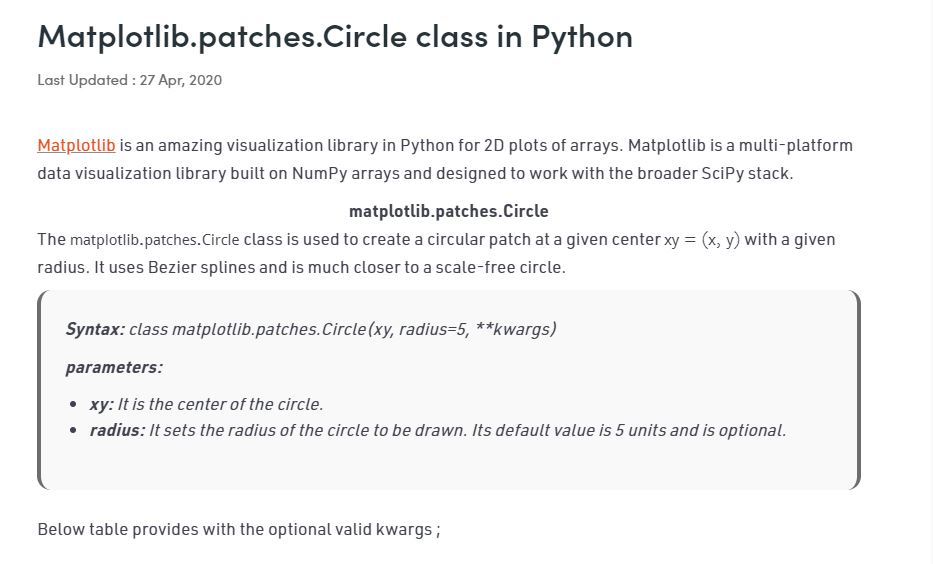 Matplotlib.patches.Circle class in Python
Last Updated : 27 Apr, 2020
Matplotlib is an amazing visualization library in Python for 2D plots of arrays. Matplotlib is a multi-platform
data visualization library built on NumPy arrays and designed to work with the broader SciPy stack.
matplotlib.patches.Circle
The matplotlib.patches.Circle class is used to create a circular patch at a given center xy = (x, y) with a given
radius. It uses Bezier splines and is much closer to a scale-free circle.
Syntax: class matplotlib.patches.Circle(xy, radius=5, **kwargs)
parameters:
• xy: It is the center of the circle.
• radius: It sets the radius of the circle to be drawn. Its default value is 5 units and is optional.
Below table provides with the optional valid kwargs ;